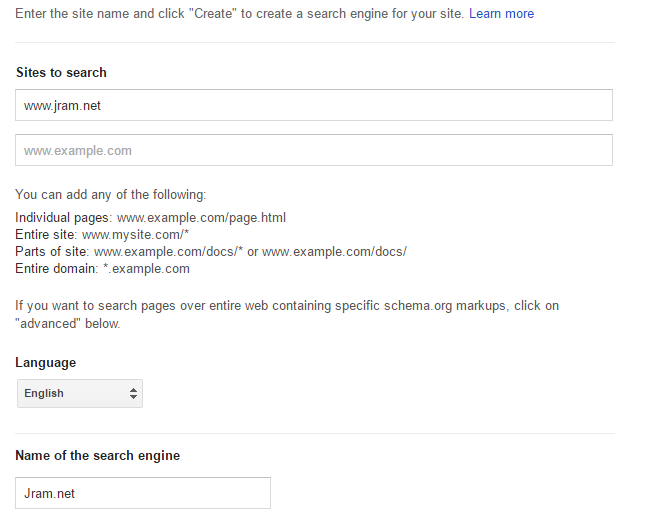 Enter the site name and click "Create" to create a search engine for your site. Learn more
Sites to search
www.jram.net
www.example.com
You can add any of the following:
Individual pages: www.example.com/page.html
Entire site: www.mysite.com/*
Parts of site: www.example.com/docs/* or www.example.com/docs/
Entire domain: *.example.com
If you want to search pages over entire web containing specific schema.org markups, click on
"advanced" below.
Language
English
Name of the search engine
Jram.net